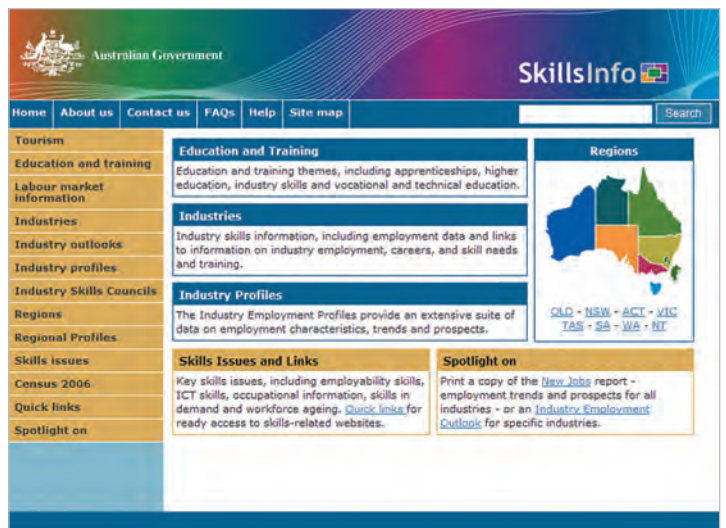 Australian Government
SkillsInfo
Home About us Contact us FAQs Help Site map Search
Tourism
Education and training
Labour market
information
Industries
Industry outlooks
Industry profiles
Industry Skills Councils
Regions
Regional Profiles
Skills issues
Census 2006
Quick links
Spotlight on
Education and Training
Education and training themes, including apprenticeships, higher
education, industry skills and vocational and technical education.
Industries
Industry skills information, including employment data and links
to information on industry employment, careers, and skill needs
and training.
Industry Profiles
The Industry Employment Profiles provide an extensive suite of
data on employment characteristics, trends and prospects.
Regions
QLD - NSW - ACT - VIC
TAS - SA - WA - NT
Skills Issues and Links
Key skills issues, including employability skills,
ICT skills, occupational information, skills in
demand and workforce ageing. Quick links for
ready access to skills-related websites.
Spotlight on
Print a copy of the New Jobs report -
employment trends and prospects for all
industries - or an Industry Employment
Outlook for specific industries.